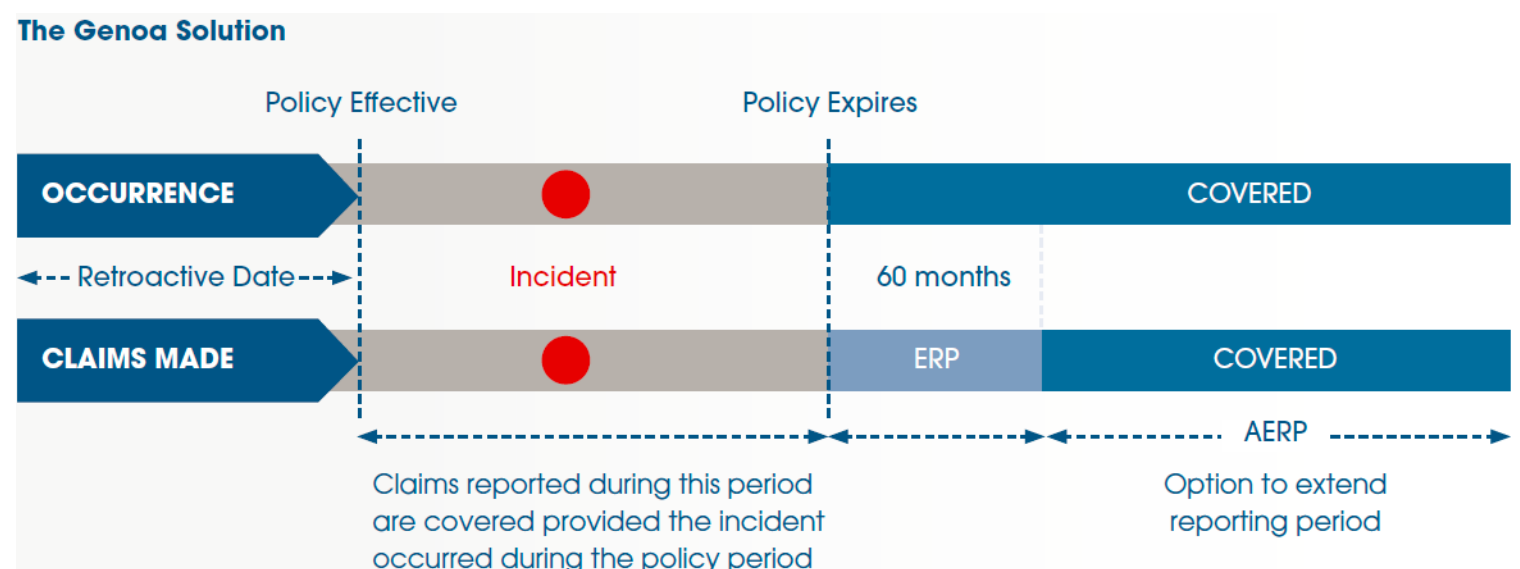 The Genoa Solution
Policy Effective
Policy Expires
OCCURRENCE
COVERED
Retroactive Date
Incident
60 months
CLAIMS MADE
ERP
COVERED
AERP
Claims reported during this period
are covered provided the incident
occurred during the policy period
Option to extend
reporting period